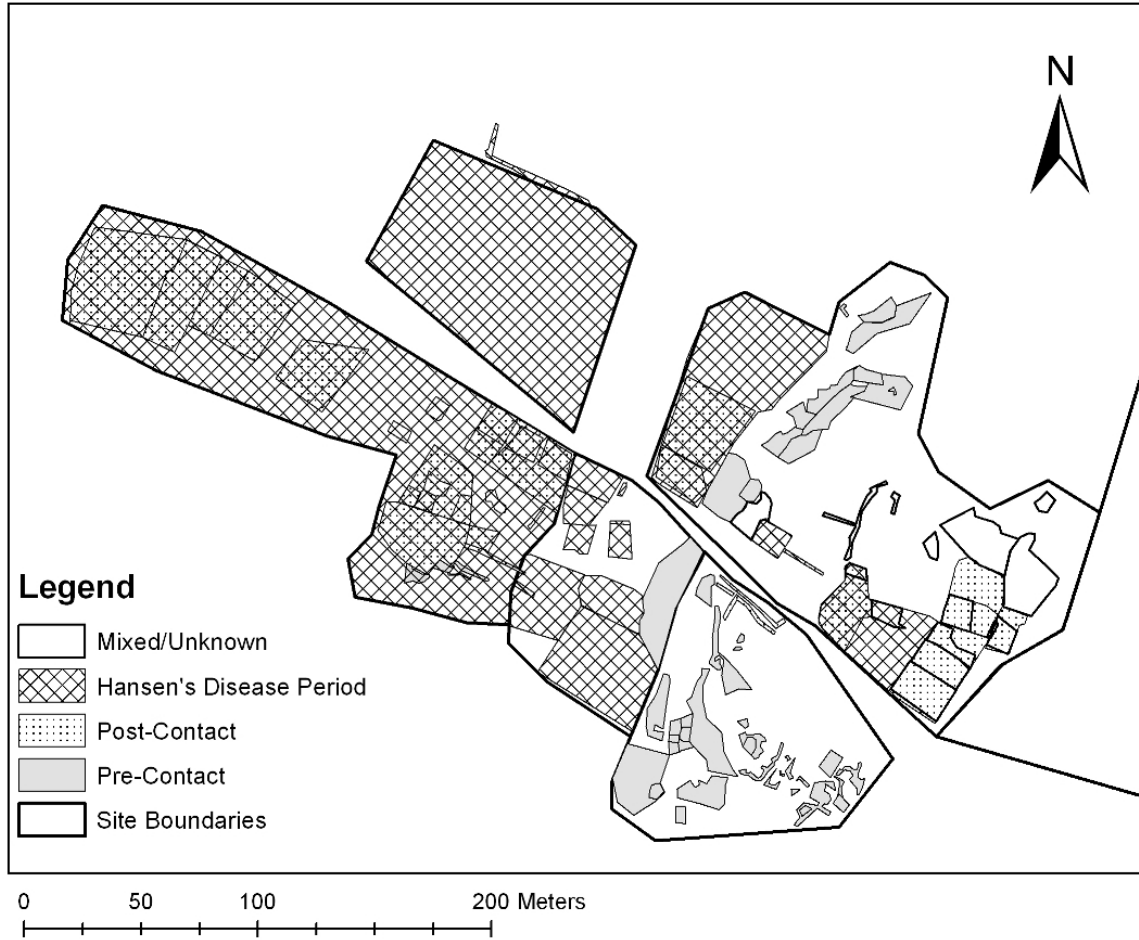 N
Legend
Mixed/Unknown
Hansen's Disease Period
Post-Contact
Pre-Contact
Site Boundaries
0 50 100 200 Meters